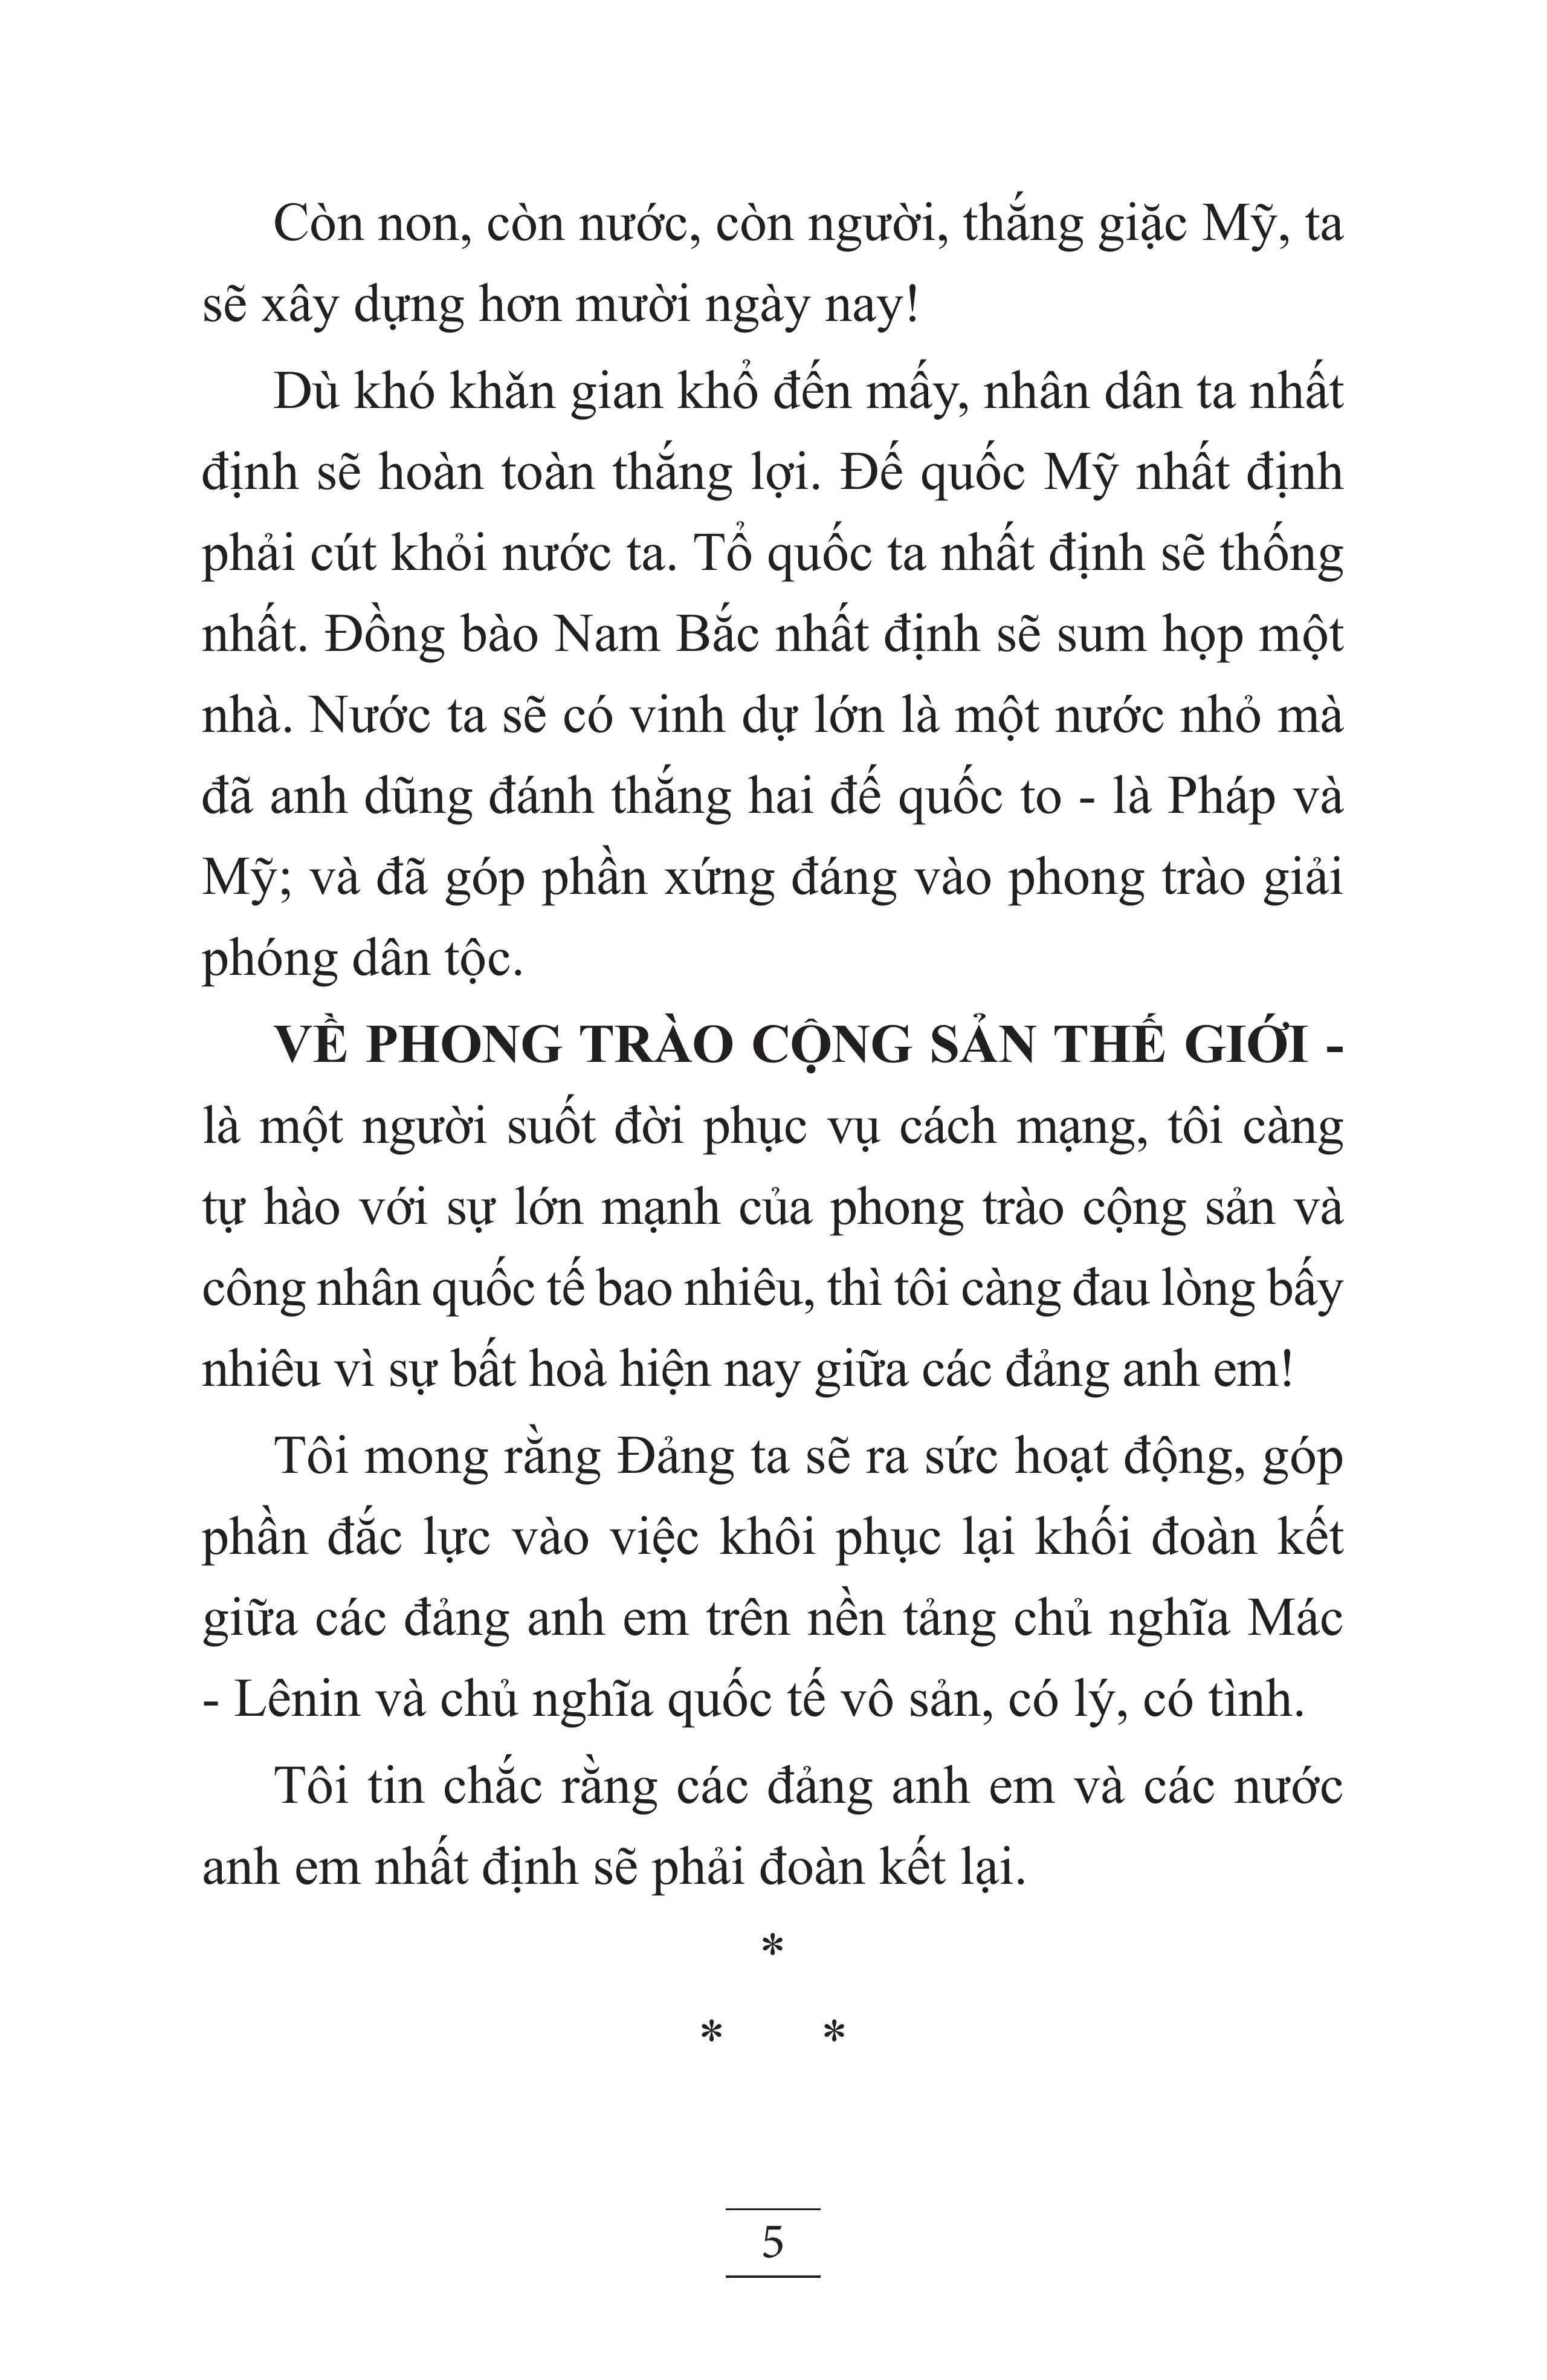 Còn non, còn nước, còn người, thắng giặc Mỹ, ta
sẽ xây dựng hơn mười ngày nay!
Dù khó khăn gian khổ đến mấy, nhân dân ta nhất
định sẽ hoàn toàn thắng lợi. Đế quốc Mỹ nhất định
phải cút khỏi nước ta. Tổ quốc ta nhất định sẽ thống
nhất. Đồng bào Nam Bắc nhất định sẽ sum họp một
nhà. Nước ta sẽ có vinh dự lớn là một nước nhỏ mà
đã anh dũng đánh thắng hai đế quốc to - là Pháp và
Mỹ; và đã góp phần xứng đáng vào phong trào giải
phóng dân tộc.
VỀ PHONG TRÀO CỘNG SẢN THẾ GIỚI -
là một người suốt đời phục vụ cách mạng, tôi càng
tự hào với sự lớn mạnh của phong trào cộng sản và
công nhân quốc tế bao nhiêu, thì tôi càng đau lòng bấy
nhiêu vì sự bất hoà hiện nay giữa các đảng anh em!
Tôi mong rằng Đảng ta sẽ ra sức hoạt động, góp
phần đắc lực vào việc khôi phục lại khối đoàn kết
giữa các đảng anh em trên nền tảng chủ nghĩa Mác
- Lênin và chủ nghĩa quốc tế vô sản, có lý, có tình.
Tôi tin chắc rằng các đảng anh em và các nước
anh em nhất định sẽ phải đoàn kết lại.
*
* *
5